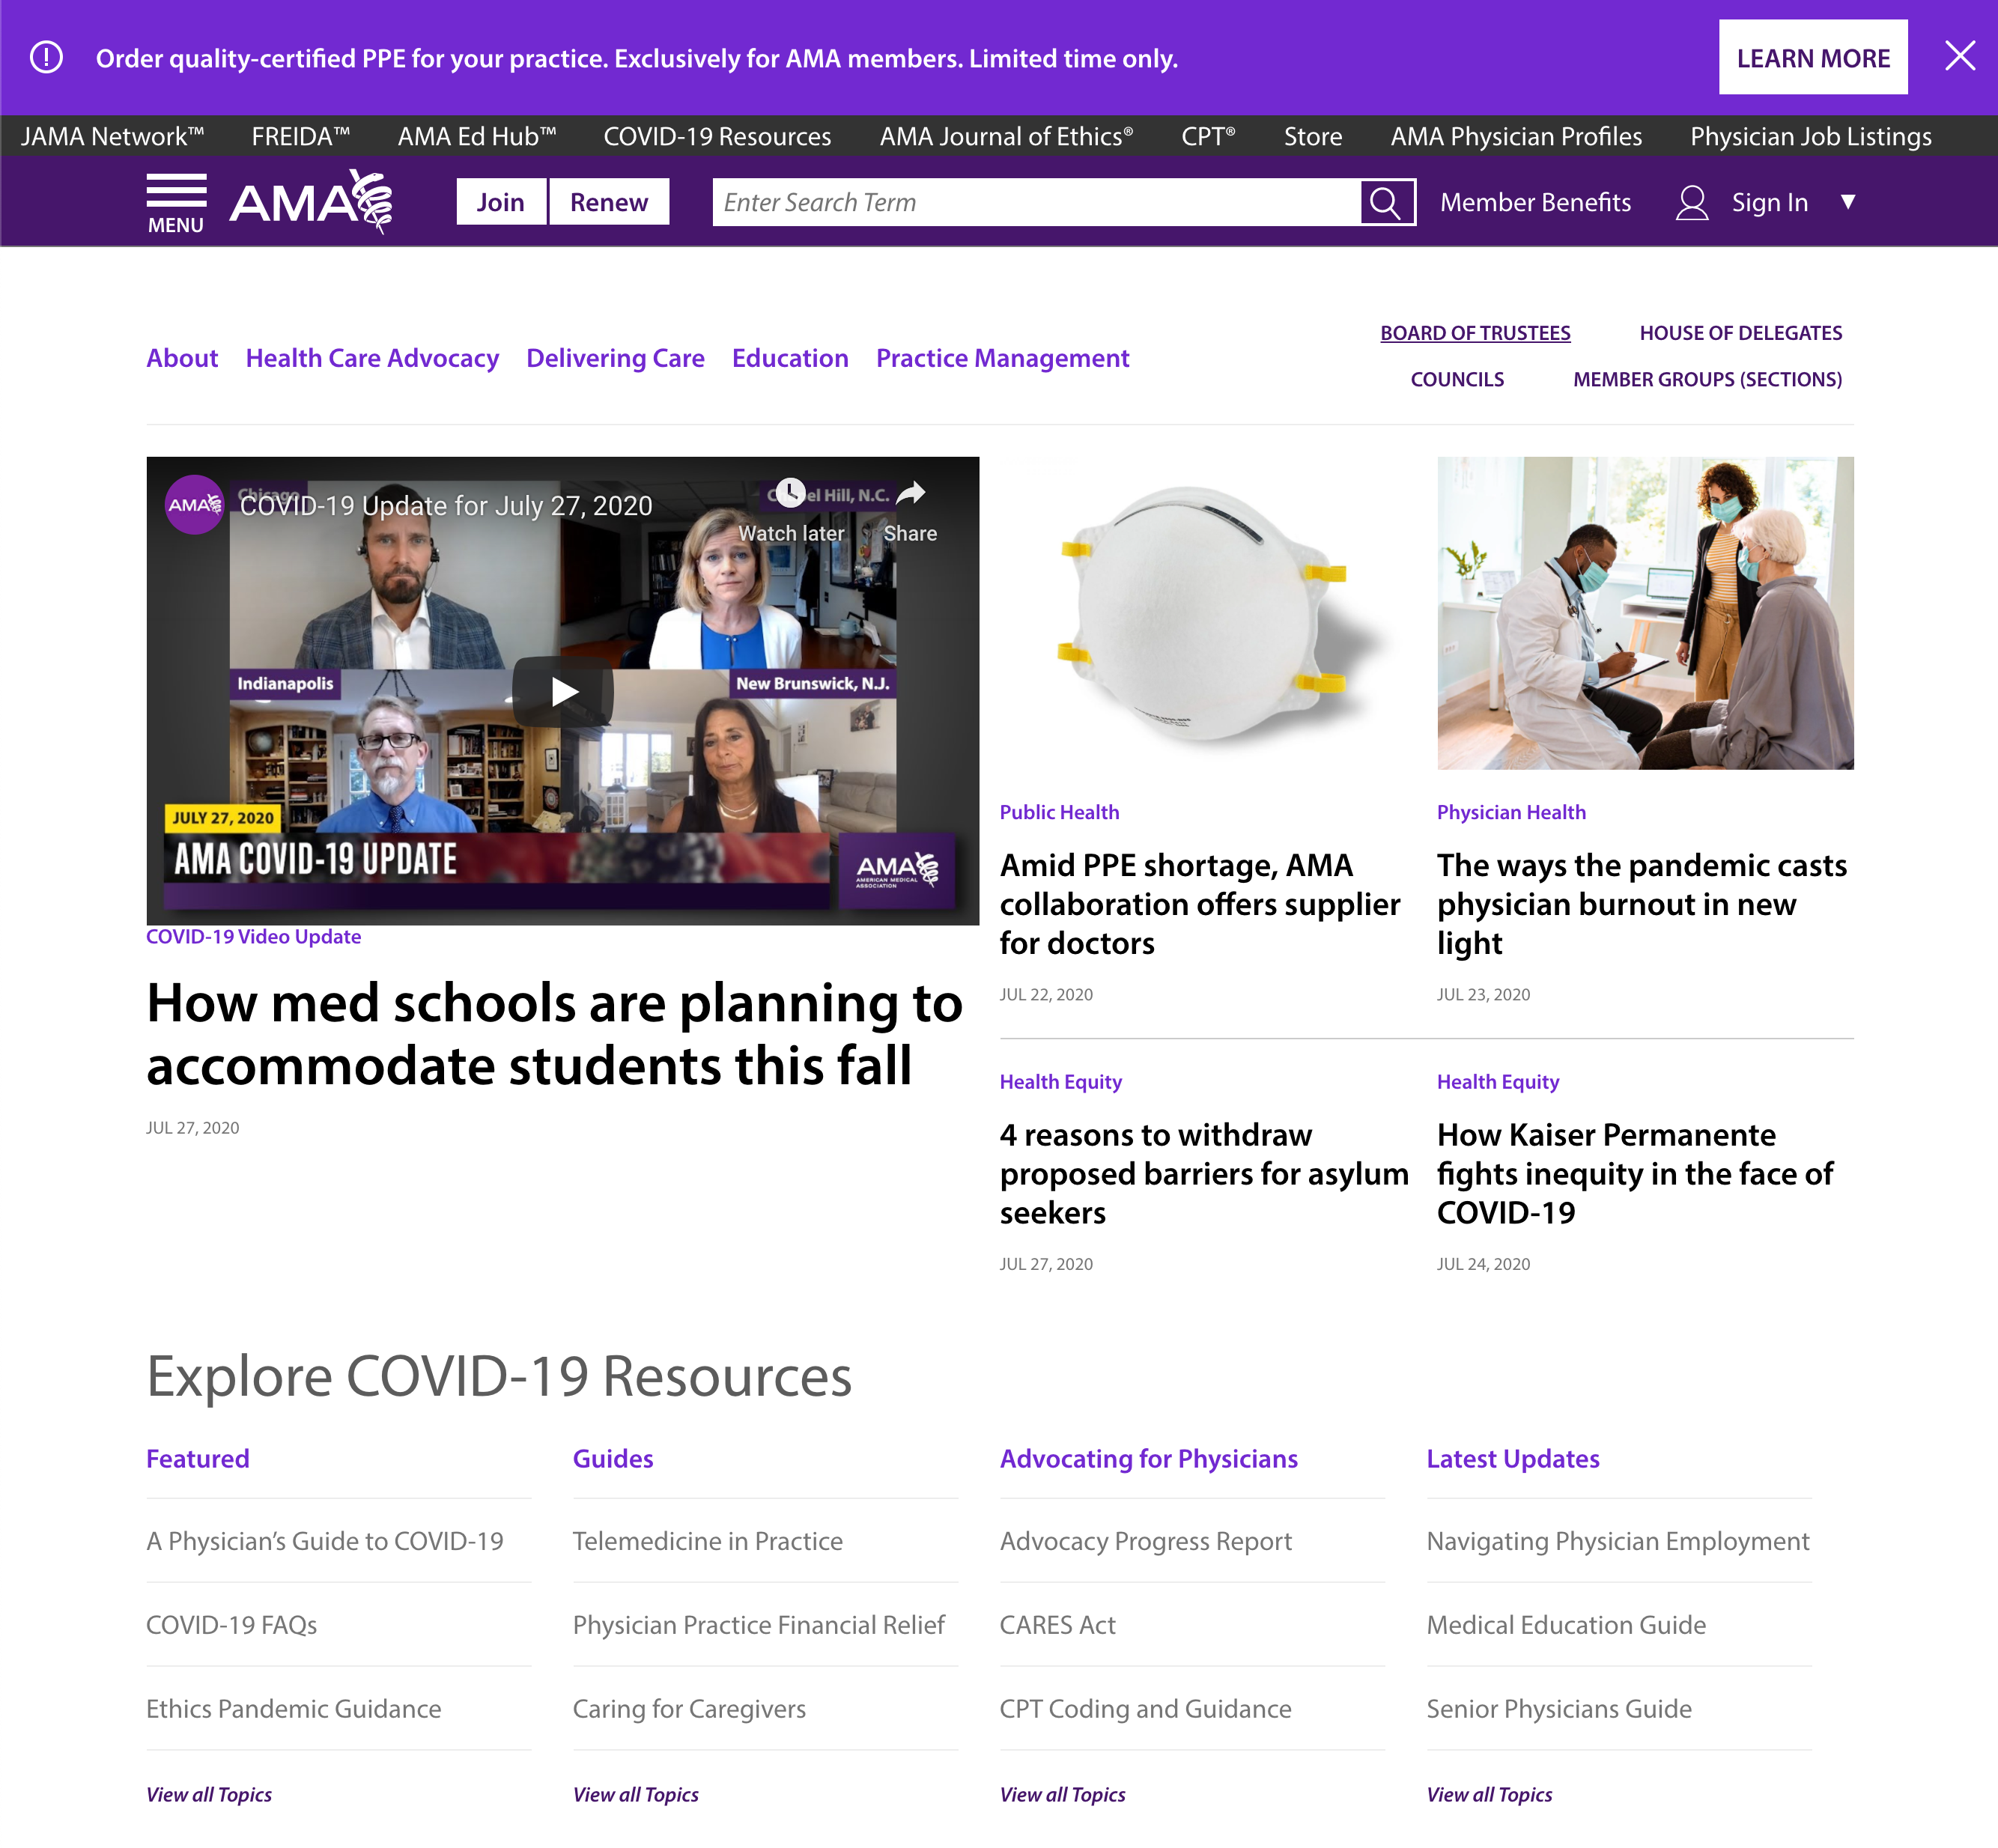 Order quality-certified PPE for your practice. Exclusively for AMA members. Limited time only.
LEARN MORE
JAMA Network™ FREIDA™ AMA Ed Hub™ COVID-19 Resources AMA Journal of Ethics® CPT® Store AMA Physician Profiles Physician Job Listings
MENU
AMA
Join
Renew
Enter Search Term
Member Benefits
Sign In
About Health Care Advocacy Delivering Care Education Practice Management
BOARD OF TRUSTEES HOUSE OF DELEGATES
COUNCILS MEMBER GROUPS (SECTIONS)
AMA
Chicago
COVID-19 Update for July 27, 2020
Hill, N.C.
Watch later
Share
Indianapolis
New Brunswick, N.J.
JULY 27, 2020
AMA COVID-19 UPDATE
AMA
AMERICAN MEDICAL
ASSOCIATION
COVID-19 Video Update
How med schools are planning to
accommodate students this fall
JUL 27, 2020
Public Health
Amid PPE shortage, AMA
collaboration offers supplier
for doctors
JUL 22, 2020
Physician Health
The ways the pandemic casts
physician burnout in new
light
JUL 23, 2020
Health Equity
4 reasons to withdraw
proposed barriers for asylum
seekers
JUL 27, 2020
Health Equity
How Kaiser Permanente
fights inequity in the face of
COVID-19
JUL 24, 2020
Explore COVID-19 Resources
Featured
A Physician’s Guide to COVID-19
COVID-19 FAQs
Ethics Pandemic Guidance
View all Topics
Guides
Telemedicine in Practice
Physician Practice Financial Relief
Caring for Caregivers
View all Topics
Advocating for Physicians
Advocacy Progress Report
CARES Act
CPT Coding and Guidance
View all Topics
Latest Updates
Navigating Physician Employment
Medical Education Guide
Senior Physicians Guide
View all Topics